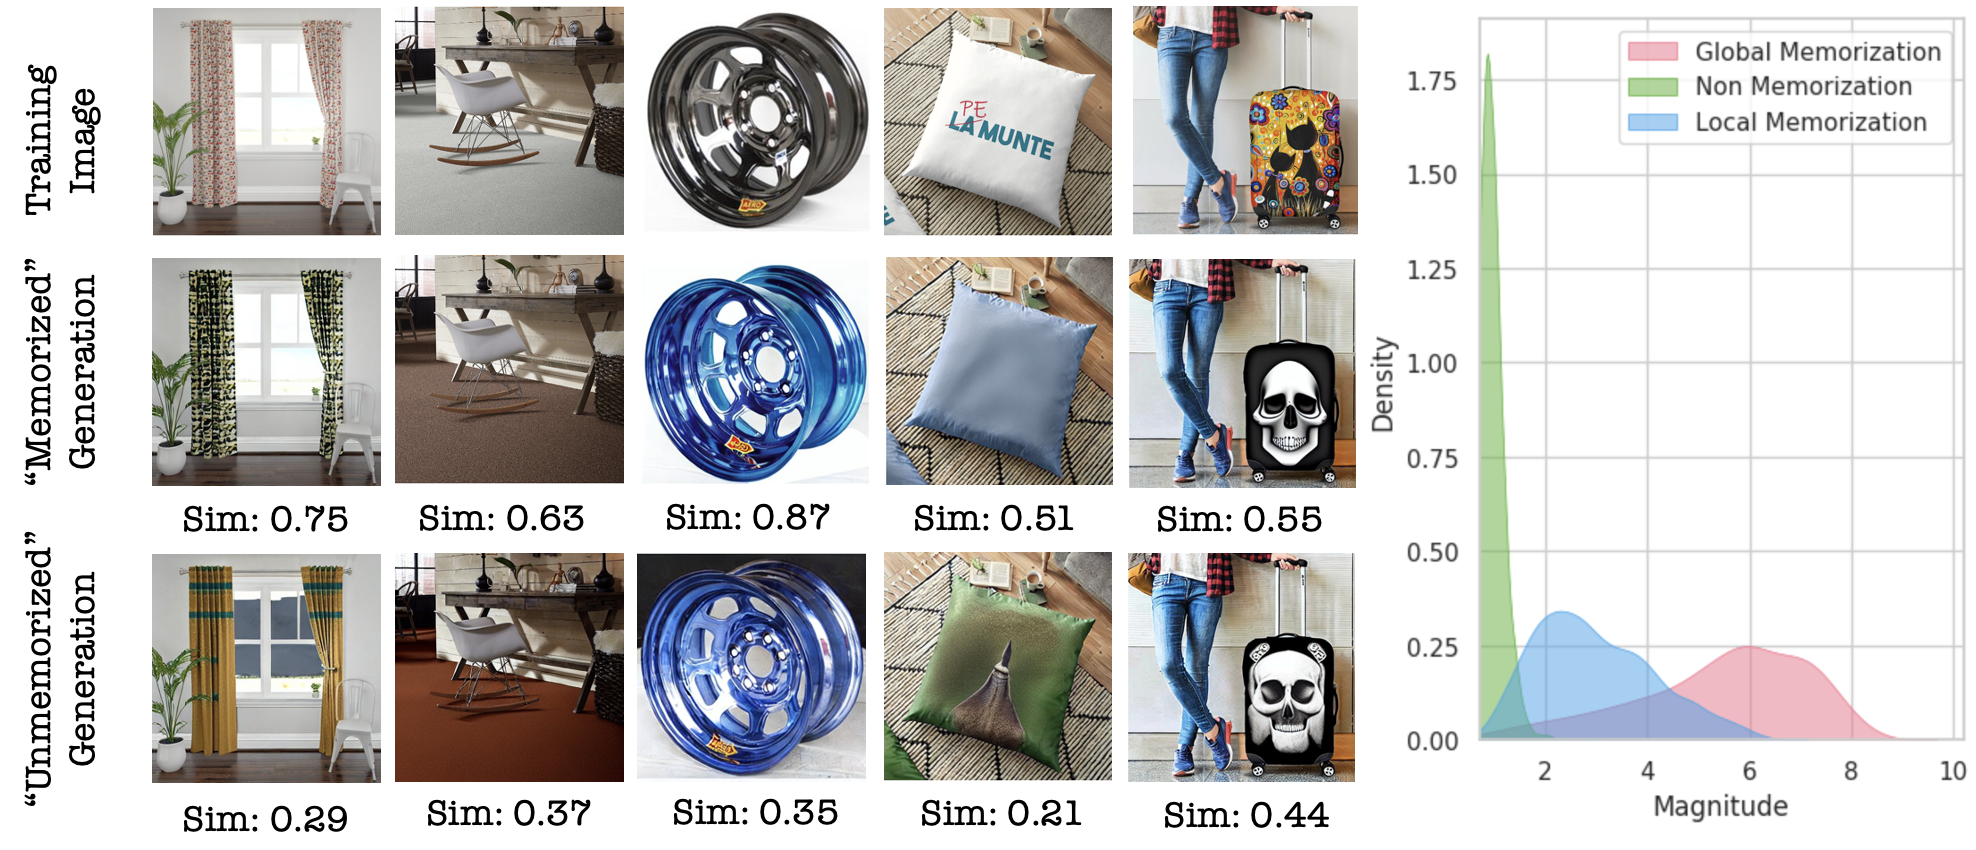 Training
Image
PE
LA MUNTE
AERO
“Memorized”
Generation
Sim: 0.75
Sim: 0.63
Sim: 0.87
Sim: 0.51
Sim: 0.55
“Unmemorized”
Generation
Sim: 0.29
Sim: 0.37
Sim: 0.35
Sim: 0.21
Sim: 0.44
Global Memorization
Non Memorization
Local Memorization
Density
1.75
1.50
1.25
1.00
0.75
0.50
0.25
0.00
2 4 6 8 10
Magnitude